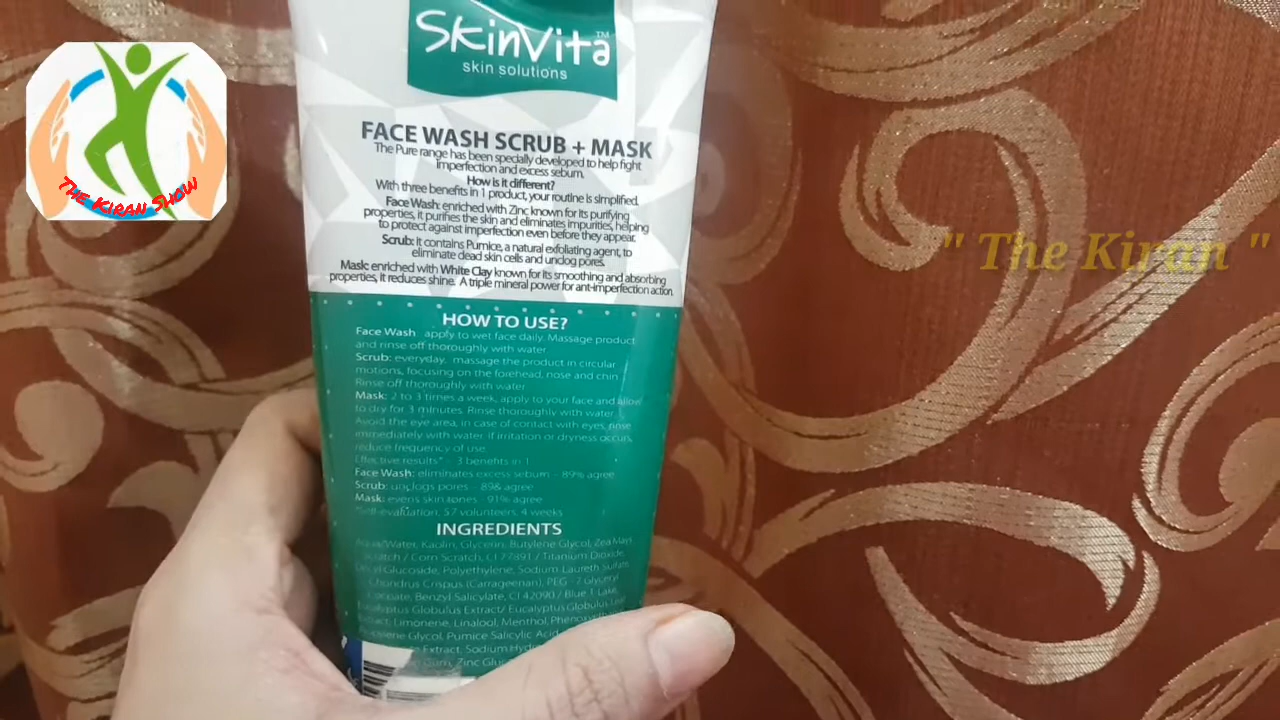 SkinVita™
skin solutions
THE KIRAN SHOW
" The Kiran "
FACE WASH SCRUB + MASK
The Pure range has been specially developed to help fight
imperfection and excess sebum.
How is it different?
With three benefits in 1 product, your routine is simplified.
Face Wash: enriched with Zinc known for its purifying
properties, it purifies the skin and eliminates impurities, helping
to protect against imperfection even before they appear.
Scrub: It contains Pumice, a natural exfoliating agent, to
eliminate dead skin cells and unclog pores.
Mask: enriched with White Clay known for its smoothing and absorbing
properties, it reduces shine. A triple mineral power for anti-imperfection action.
HOW TO USE?
Face Wash: apply to wet face daily. Massage product
and rinse off thoroughly with water.
Scrub: everyday, massage the product in circular
motions, focusing on the forehead, nose and chin.
Rinse off thoroughly with water.
Mask: 2 to 3 times a week, apply to your face and allow
to dry for 3 minutes. Rinse thoroughly with water.
Avoid the eye area, in case of contact with eyes, rinse
immediately with water. If irritation or dryness occurs,
reduce frequency of use.
Effective results* - 3 benefits in 1
Face Wash: eliminates excess sebum - 89% agree
Scrub: unclogs pores - 89& agree
Mask: evens skin tones - 91% agree
*Self-evaluation, 57 volunteers, 4 weeks
INGREDIENTS
Water, Kaolin, Glycerin, Butylene Glycol, Zea Mays
/ Corn Scratch, CI 77891 / Titanium Dioxide,
Glucoside, Polyethylene, Sodium Laureth Sulfate,
Chondrus Crispus (Carrageenan), PEG - 7 Glyceryl
Benzyl Salicylate, CI 42090 / Blue 1 Lake,
Globulus Extract/ Eucalyptus Globulus
Limonene, Linalool, Menthol,
Glycol, Pumice Salicylic
Extract, Sodium
Gum, Zinc